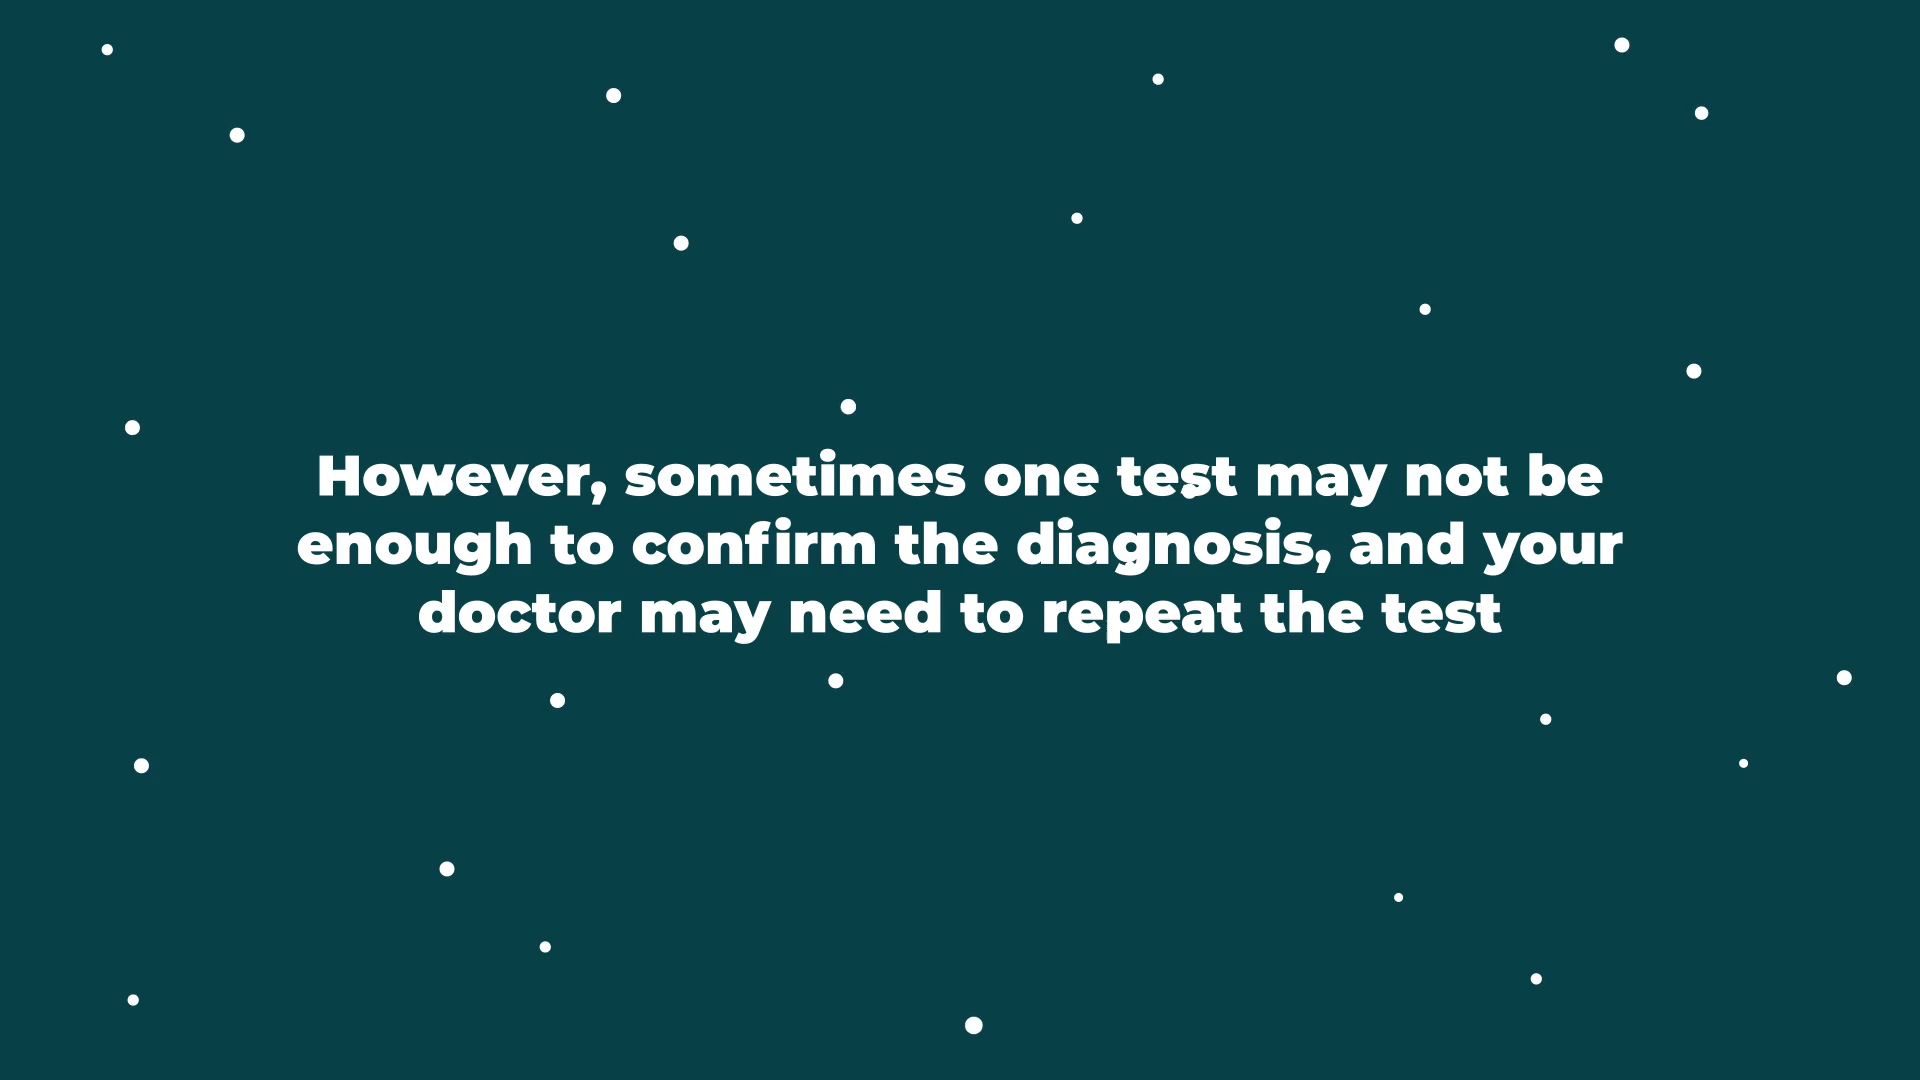 However, sometimes one test may not be
enough to confirm the diagnosis, and your
doctor may need to repeat the test